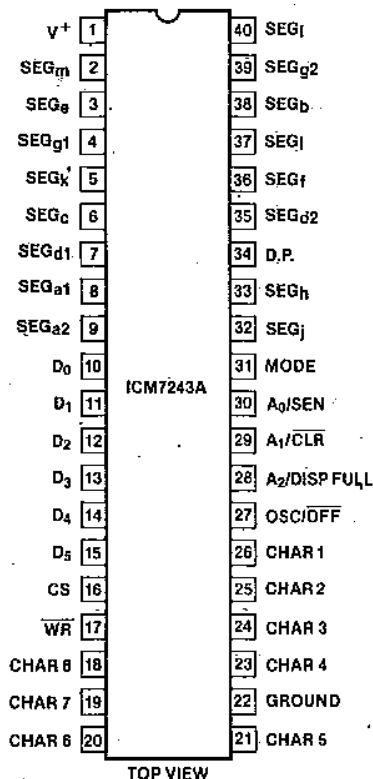 V+ 1 40 SEGl
SEGm 2 39 SEGg2
SEGe 3 38 SEGb
SEGg1 4 37 SEGl
SEGk 5 36 SEGf
SEGc 6 35 SEGd2
SEGd1 7 34 D.P.
SEGa1 8 33 SEGh
SEGa2 9 32 SEGj
D0 10 31 MODE
ICM7243A
D1 11 30 A0/SEN
D2 12 29 A1/CLR
D3 13 28 A2/DISP FULL
D4 14 27 OSC/OFF
D5 15 26 CHAR 1
CS 16 25 CHAR 2
WR 17 24 CHAR 3
CHAR 8 18 23 CHAR 4
CHAR 7 19 22 GROUND
CHAR 6 20 21 CHAR 5
TOP VIEW